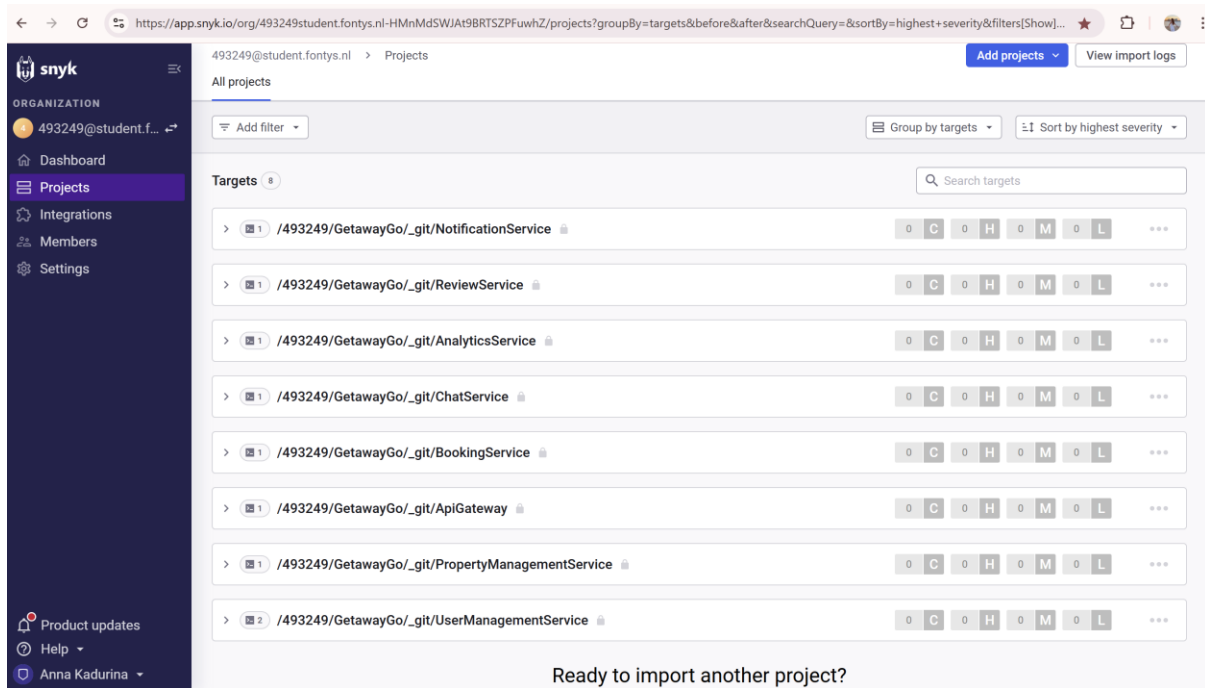 https://app.snyk.io/org/493249student.fontys.nl-HMnMdSWJAt9BRTSZPFuwhZ/projects?groupBy=targets&before&after&searchQuery=&sortBy=highest+severity&filters[Show]...
snyk
ORGANIZATION
4 493249@student.f...
Dashboard
Projects
Integrations
Members
Settings
Product updates
Help
Anna Kadurina
493249@student.fontys.nl > Projects
Add projects
View import logs
All projects
Add filter
Group by targets
Sort by highest severity
Targets 8
Search targets
1 /493249/GetawayGo/_git/NotificationService 0 C 0 H 0 M 0 L
1 /493249/GetawayGo/_git/ReviewService 0 C 0 H 0 M 0 L
1 /493249/GetawayGo/_git/AnalyticsService 0 C 0 H 0 M 0 L
1 /493249/GetawayGo/_git/ChatService 0 C 0 H 0 M 0 L
1 /493249/GetawayGo/_git/BookingService 0 C 0 H 0 M 0 L
1 /493249/GetawayGo/_git/ApiGateway 0 C 0 H 0 M 0 L
1 /493249/GetawayGo/_git/PropertyManagementService 0 C 0 H 0 M 0 L
2 /493249/GetawayGo/_git/UserManagementService 0 C 0 H 0 M 0 L
Ready to import another project?